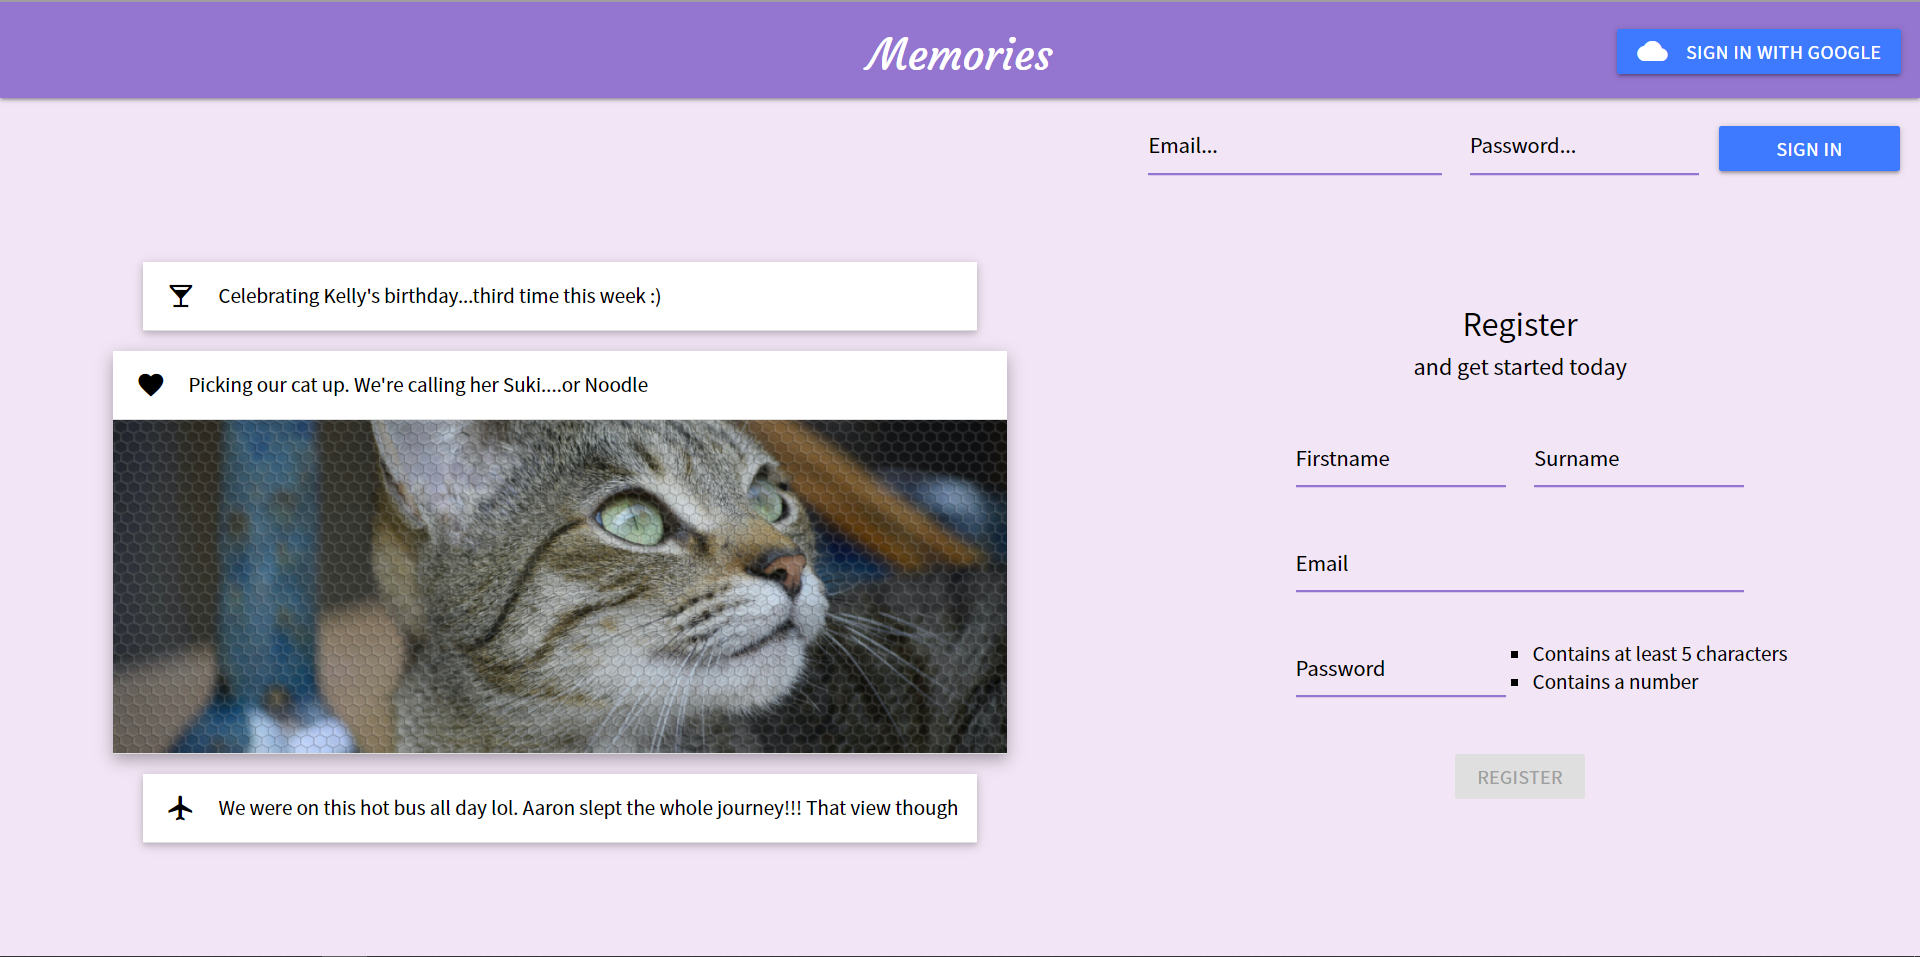 Memories
SIGN IN WITH GOOGLE
Email...
Password...
SIGN IN
Celebrating Kelly's birthday...third time this week :)
Picking our cat up. We're calling her Suki....or Noodle
We were on this hot bus all day lol. Aaron slept the whole journey!!! That view though
Register
and get started today
Firstname
Surname
Email
Password
Contains at least 5 characters
Contains a number
REGISTER